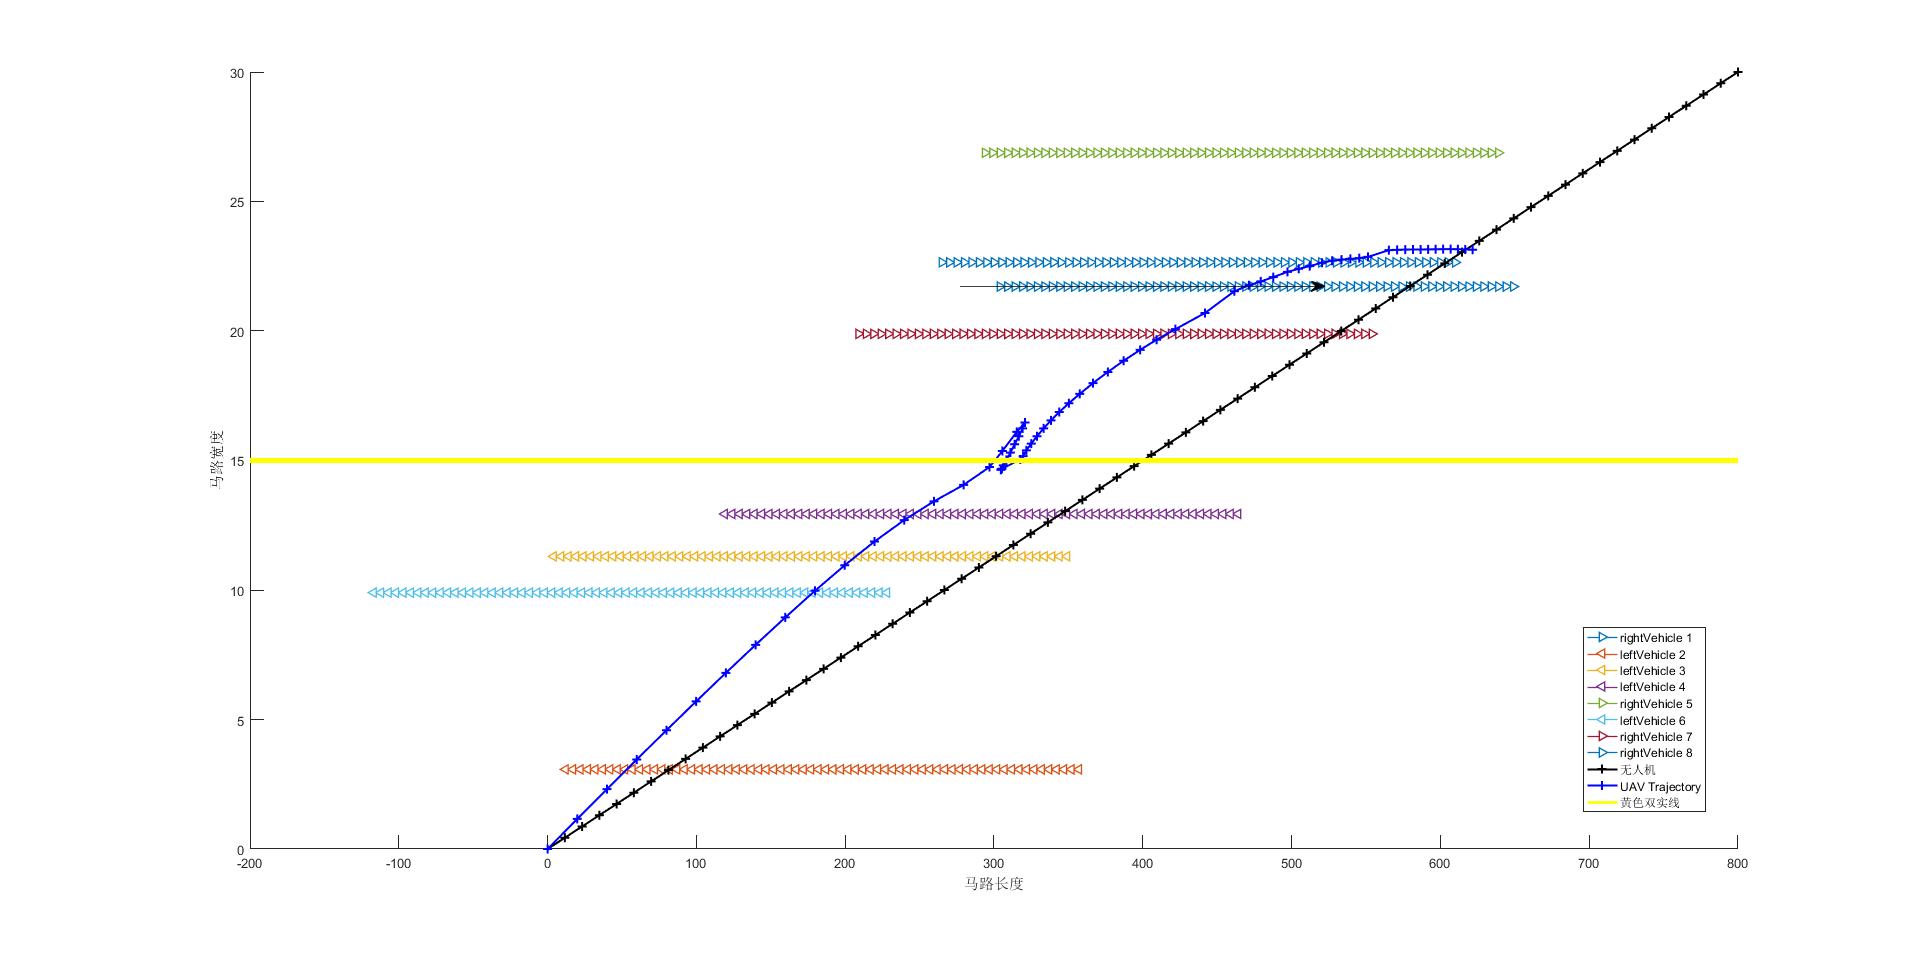 30
25
20
15
10
5
0
马路宽度
-200 -100 0 100 200 300 400 500 600 700 800
马路长度
rightVehicle 1
leftVehicle 2
leftVehicle 3
leftVehicle 4
rightVehicle 5
leftVehicle 6
rightVehicle 7
rightVehicle 8
无人机
UAV Trajectory
黄色双实线